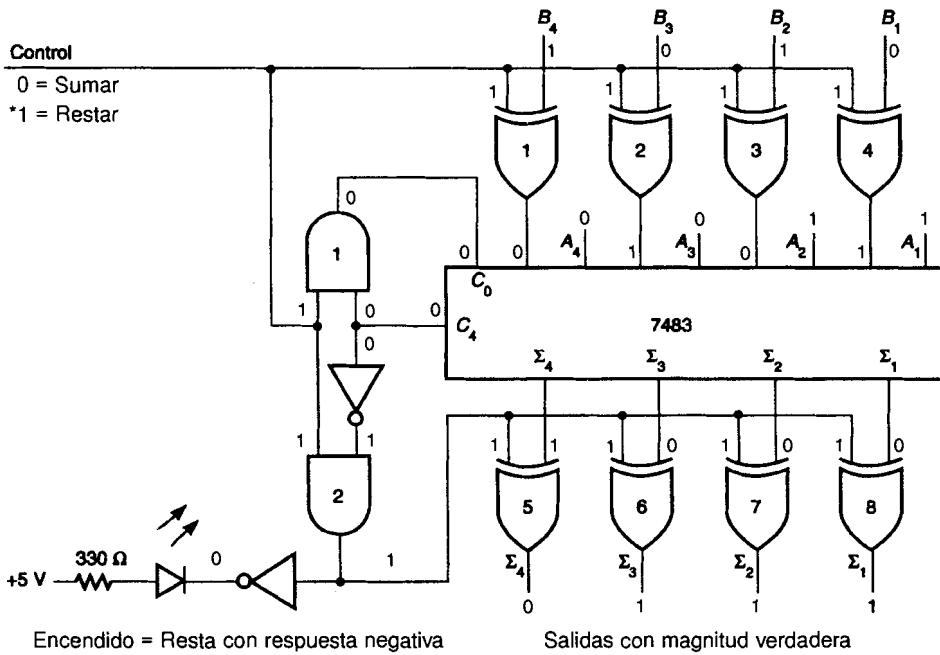 B₄ B₃ B₂ B₁
1 0 1 0
Control
0 = Sumar
*1 = Restar
1 1 1 1
1 2 3 4
0 0 0 1 1
A₄ A₃ A₂ A₁
0 0 1 0 1
C₀
1
1 0 0
C₄
7483
0
Σ₄ Σ₃ Σ₂ Σ₁
1 1
1 1 1 0 1 0 1 0
2
5 6 7 8
330 Ω
+5 V
0 1
Σ₄ Σ₃ Σ₂ Σ₁
0 1 1 1
Encendido = Resta con respuesta negativa
Salidas con magnitud verdadera